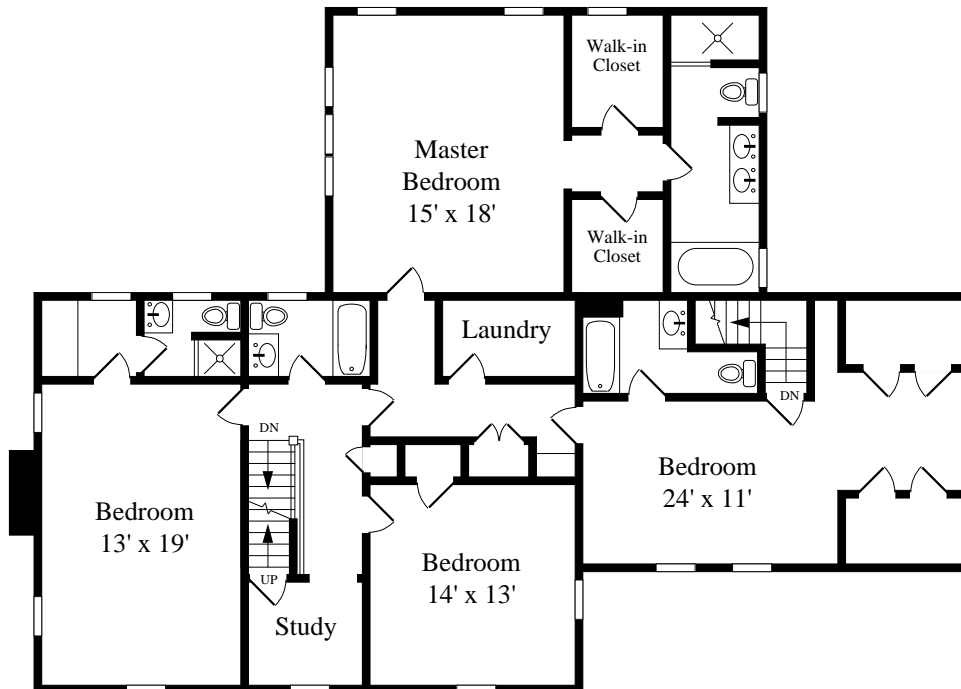 Walk-in
Closet
Master
Bedroom
15' x 18'
Walk-in
Closet
Laundry
DN
DN
Bedroom
24' x 11'
Bedroom
13' x 19'
Bedroom
14' x 13'
UP
Study